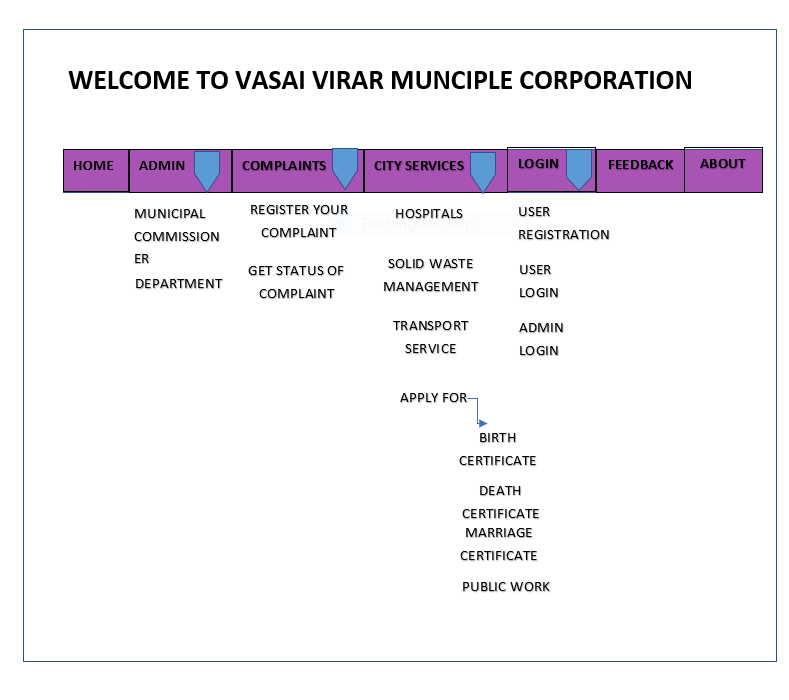 WELCOME TO VASAI VIRAR MUNCIPLE CORPORATION
HOME
ADMIN
COMPLAINTS
CITY SERVICES
LOGIN
FEEDBACK
ABOUT
MUNICIPAL
COMMISSION
ER
DEPARTMENT
REGISTER YOUR
COMPLAINT
GET STATUS OF
COMPLAINT
HOSPITALS
SOLID WASTE
MANAGEMENT
TRANSPORT
SERVICE
APPLY FOR
BIRTH
CERTIFICATE
DEATH
CERTIFICATE
MARRIAGE
CERTIFICATE
PUBLIC WORK
USER
REGISTRATION
USER
LOGIN
ADMIN
LOGIN